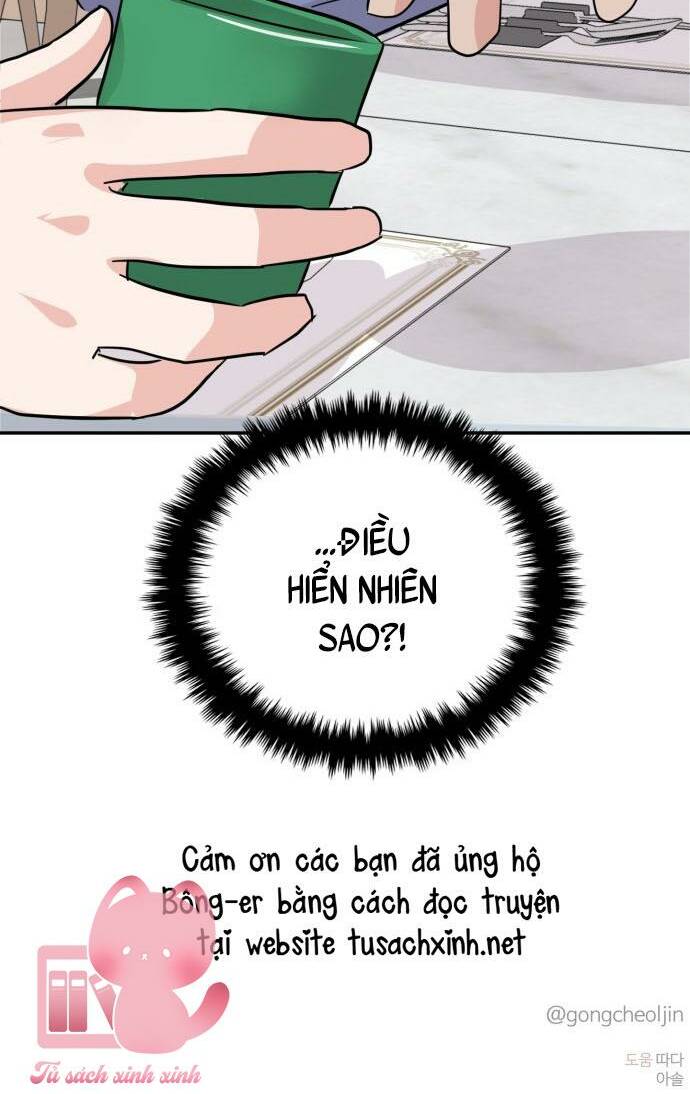 ...ĐIỀU
HIỂN NHIÊN
SAO?!
Cảm ơn các bạn đã ủng hộ
Bông-er bằng cách đọc truyện
tại website tusachxinh.net
@gongcheoljin
Tủ sách xinh xinh
도움 따다
아솔